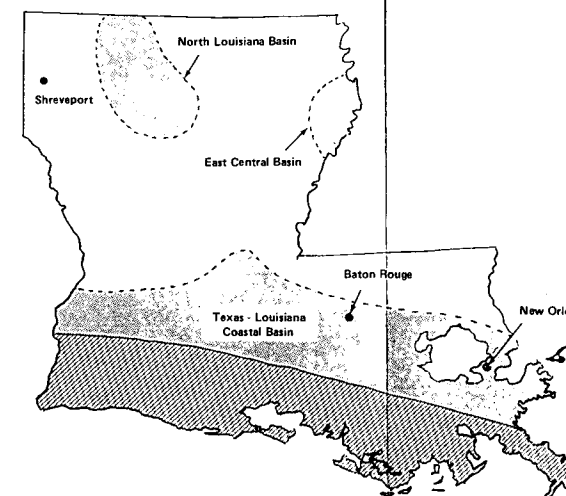 North Louisiana Basin
Shreveport
East Central Basin
Baton Rouge
Texas - Louisiana
Coastal Basin
New Orl